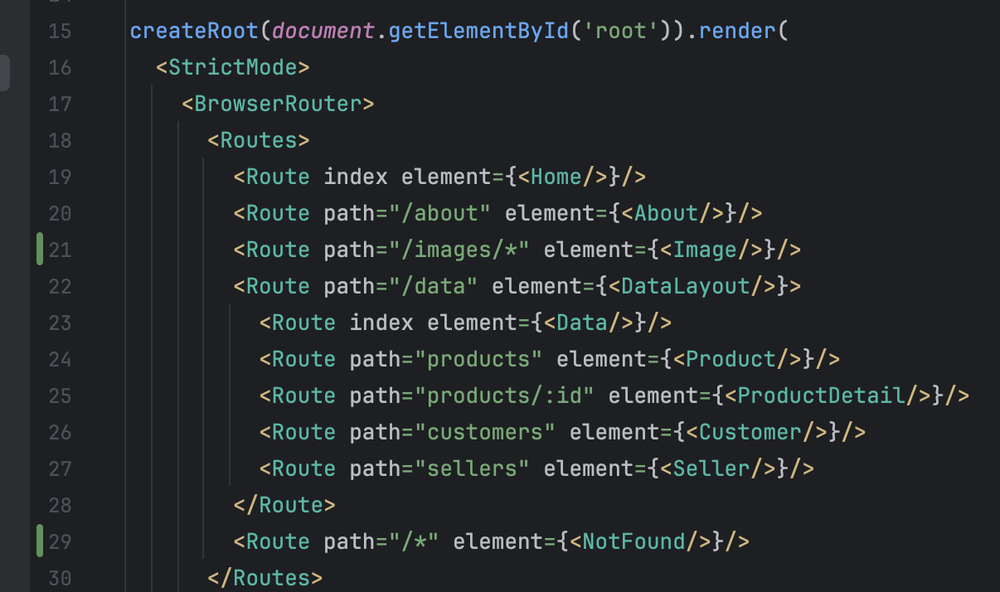 15 createRoot(document.getElementById('root')).render(
16 <StrictMode>
17 <BrowserRouter>
18 <Routes>
19 <Route index element={<Home/>}/>
20 <Route path="/about" element={<About/>}/>
21 <Route path="/images/*" element={<Image/>}/>
22 <Route path="/data" element={<DataLayout/>}>
23 <Route index element={<Data/>}/>
24 <Route path="products" element={<Product/>}/>
25 <Route path="products/:id" element={<ProductDetail/>}/>
26 <Route path="customers" element={<Customer/>}/>
27 <Route path="sellers" element={<Seller/>}/>
28 </Route>
29 <Route path="/*" element={<NotFound/>}/>
30 </Routes>